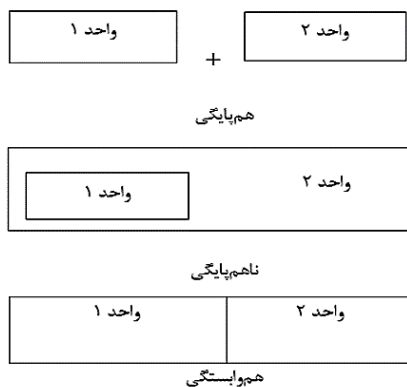 واحد ۲ + واحد ۱
هم‌پایگی
واحد ۲
واحد ۱
ناهم‌پایگی
واحد ۲ واحد ۱
هم‌وابستگی